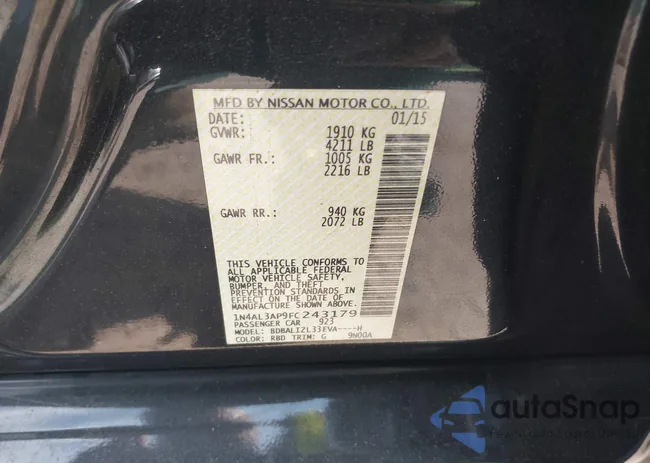 MFD BY NISSAN MOTOR CO., LTD.
DATE: 01/15
GVWR: 1910 KG
4211 LB
GAWR FR.: 1005 KG
2216 LB
GAWR RR.: 940 KG
2072 LB
THIS VEHICLE CONFORMS TO
ALL APPLICABLE FEDERAL
MOTOR VEHICLE SAFETY,
BUMPER, AND THEFT
PREVENTION STANDARDS IN
EFFECT ON THE DATE OF
MANUFACTURE SHOWN ABOVE.
1N4AL3AP9FC243179
PASSENGER CAR 923
MODEL: BDBALIZL33EVA----H
COLOR: RBD TRIM: G 9N00A
autoSnap